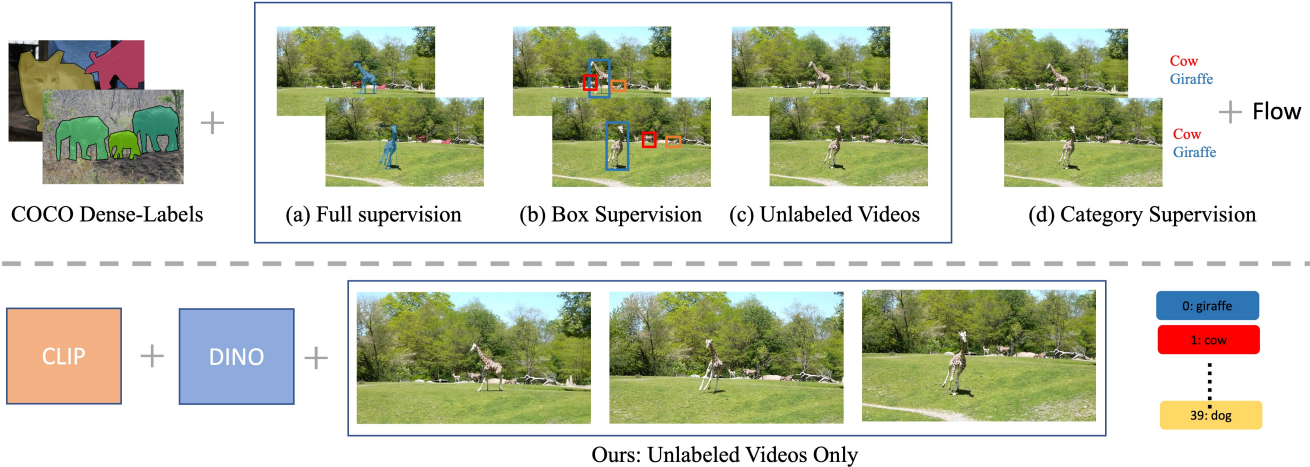 Cow
Giraffe
Cow
Giraffe
+ Flow
+
COCO Dense-Labels
(a) Full supervision
(b) Box Supervision
(c) Unlabeled Videos
(d) Category Supervision
CLIP
+
DINO
+
0: giraffe
1: cow
39: dog
Ours: Unlabeled Videos Only